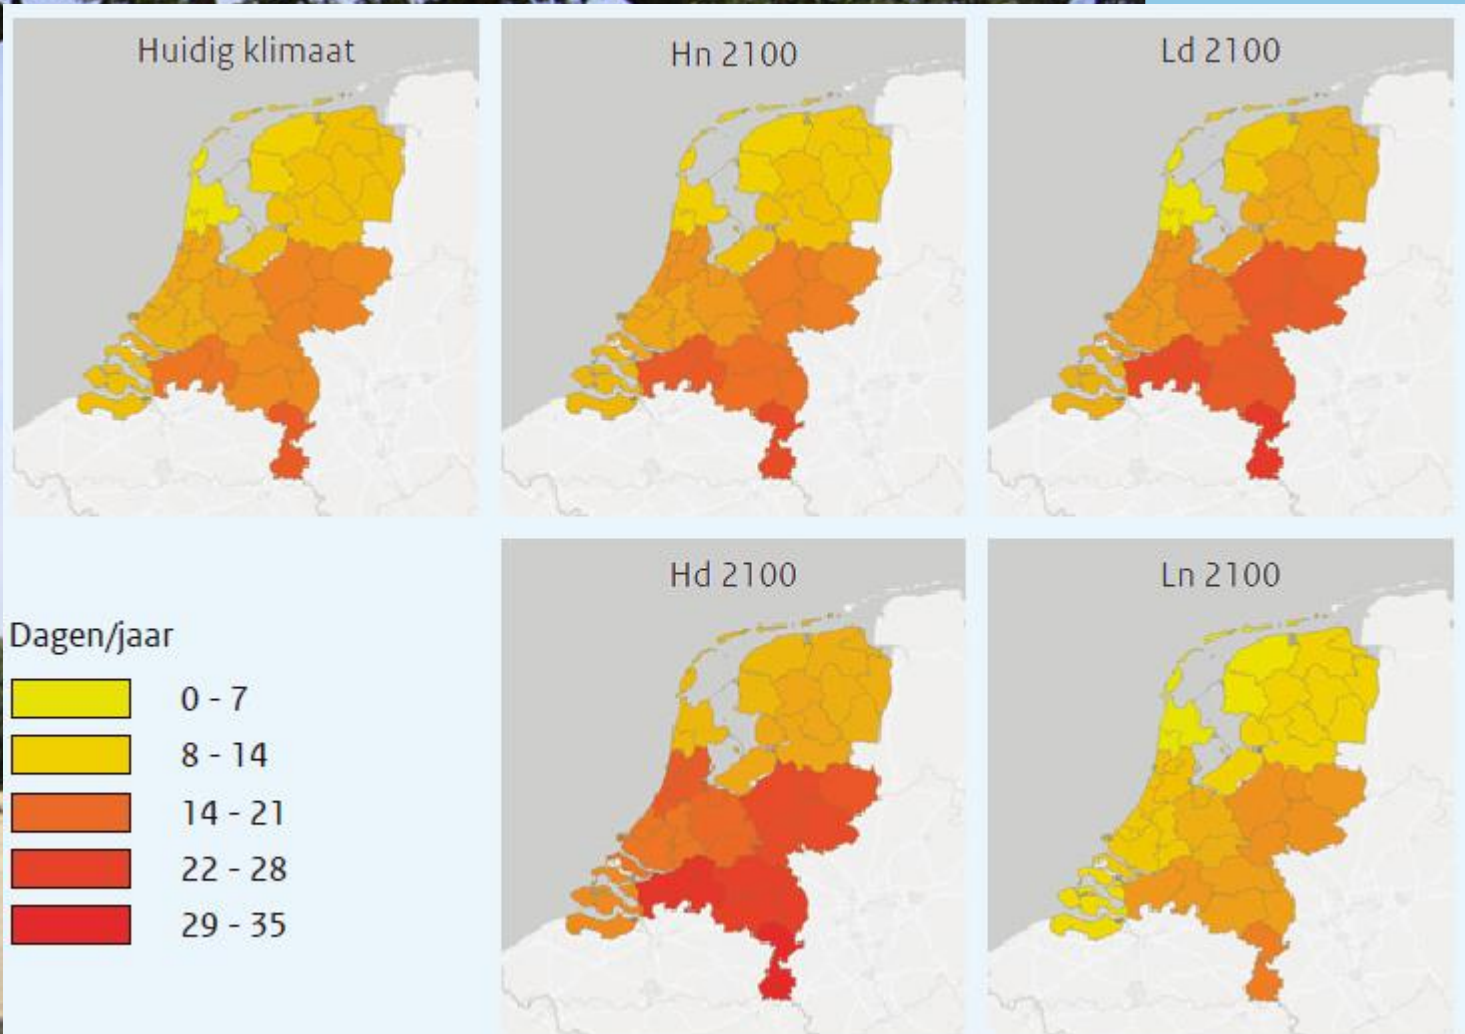 Huidig klimaat
Hn 2100
Ld 2100
Hd 2100
Ln 2100
Dagen/jaar
0 - 7
8 - 14
14 - 21
22 - 28
29 - 35